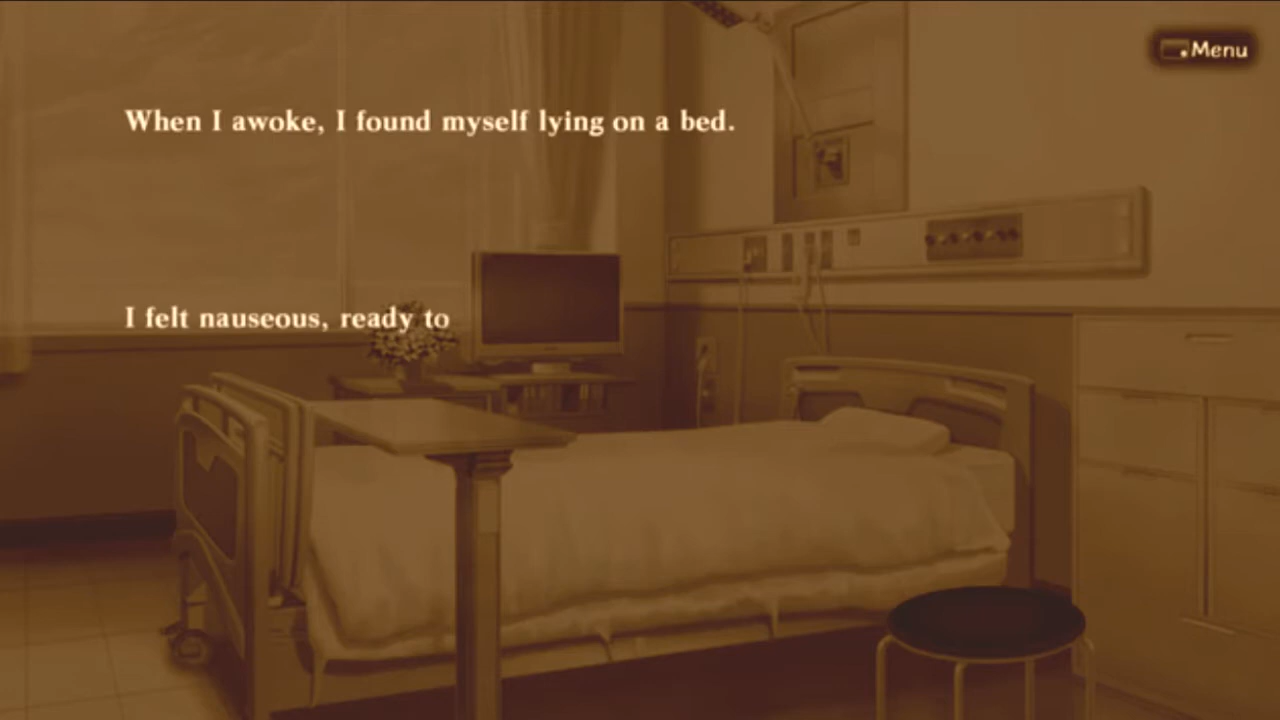 Menu
When I awoke, I found myself lying on a bed.
I felt nauseous, ready to